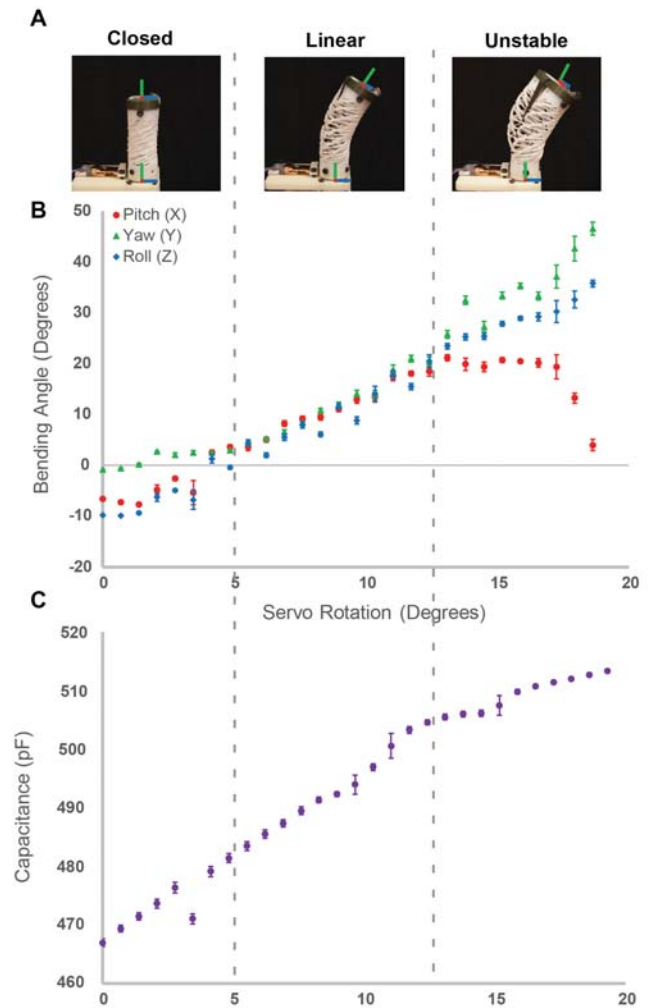 A
Closed Linear Unstable
B
Pitch (X)
Yaw (Y)
Roll (Z)
Bending Angle (Degrees)
50
40
30
20
10
0
-10
-20
0 5 10 15 20
Servo Rotation (Degrees)
C
Capacitance (pF)
520
510
500
490
480
470
460
0 5 10 15 20